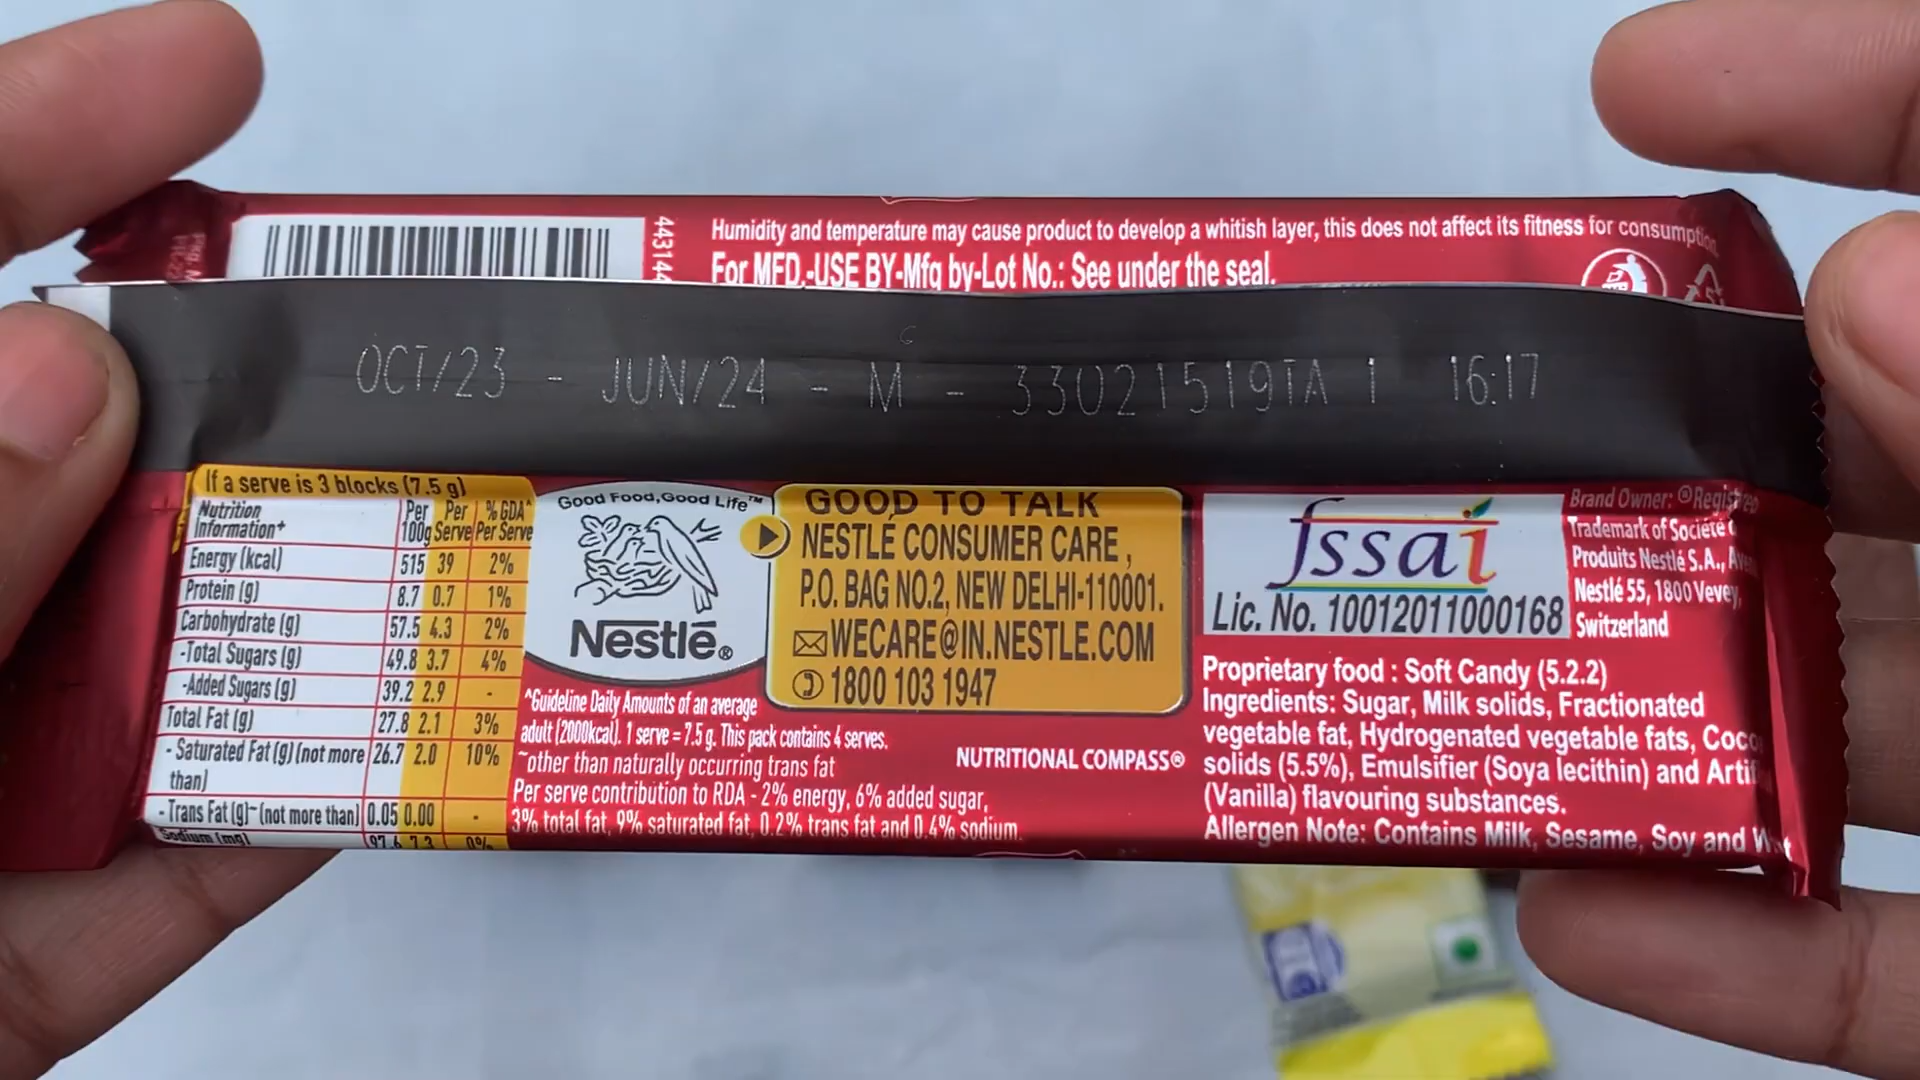 44314
Humidity and temperature may cause product to develop a whitish layer, this does not affect its fitness for consumption
For MFD.-USE BY-Mfg by-Lot No.: See under the seal.
OCT/23 - JUN/24 - M - 33021519TA 1 16:17
If a serve is 3 blocks (7.5 g)
Nutrition Information+ Per 100g Per Serve % GDA^ Per Serve
Energy (kcal) 515 39 2%
Protein (g) 8.7 0.7 1%
Carbohydrate (g) 57.5 4.3 2%
-Total Sugars (g) 49.8 3.7 4%
-Added Sugars (g) 39.2 2.9 -
Total Fat (g) 27.8 2.1 3%
- Saturated Fat (g) (not more than) 26.7 2.0 10%
- Trans Fat (g)~ (not more than) 0.05 0.00 -
Sodium (mg) 97.6 7.3 0%
Good Food, Good Life™
Nestlé®
^Guideline Daily Amounts of an average
adult (2000kcal). 1 serve = 7.5 g. This pack contains 4 serves.
~other than naturally occurring trans fat
Per serve contribution to RDA - 2% energy, 6% added sugar,
3% total fat, 9% saturated fat, 0.2% trans fat and 0.4% sodium.
GOOD TO TALK
NESTLÉ CONSUMER CARE,
P.O. BAG NO.2, NEW DELHI-110001.
WECARE@IN.NESTLE.COM
1800 103 1947
NUTRITIONAL COMPASS®
fssai
Lic. No. 10012011000168
Brand Owner: ®Registered
Trademark of Société
Produits Nestlé S.A.,
Nestlé 55, 1800 Vevey,
Switzerland
Proprietary food : Soft Candy (5.2.2)
Ingredients: Sugar, Milk solids, Fractionated
vegetable fat, Hydrogenated vegetable fats, Coco
solids (5.5%), Emulsifier (Soya lecithin) and Artif
(Vanilla) flavouring substances.
Allergen Note: Contains Milk, Sesame, Soy and